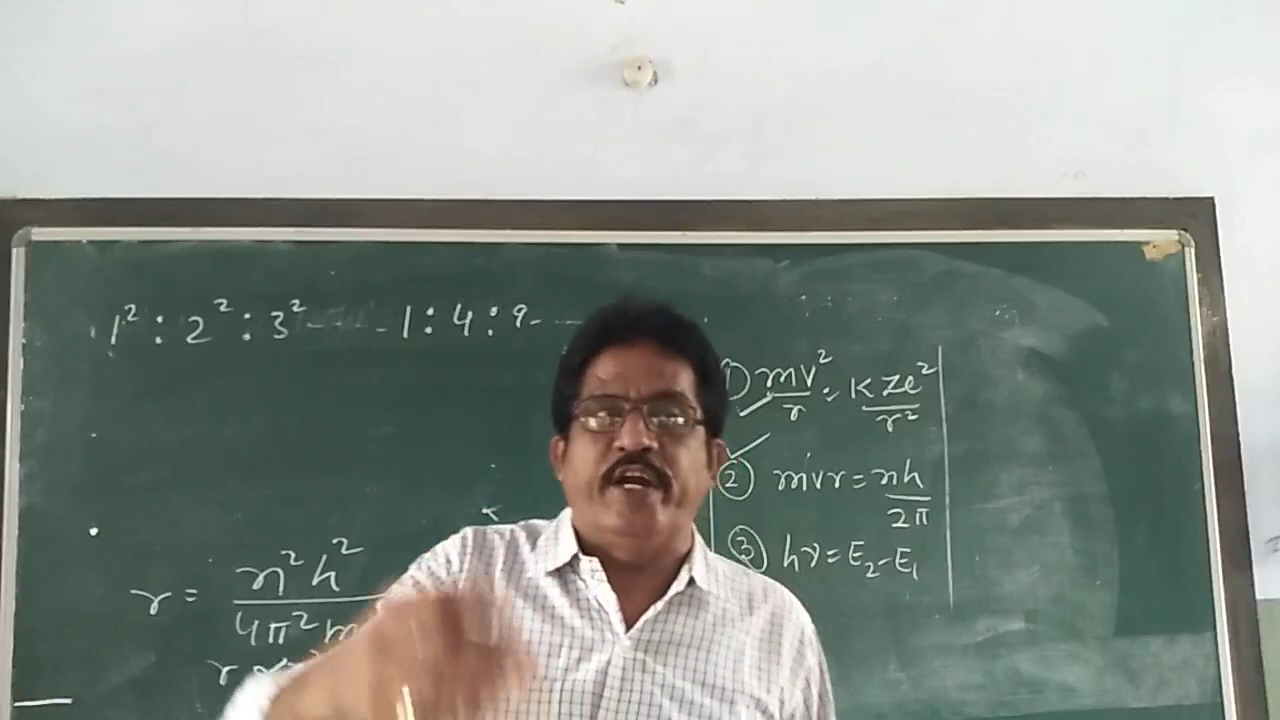 1² : 2² : 3² - - - 1 : 4 : 9 - -
1) mv²/r = KZe²/r²
2) mvr = nh/2π
3) hν = E₂-E₁
r = n²h²/4π²m
r ∝